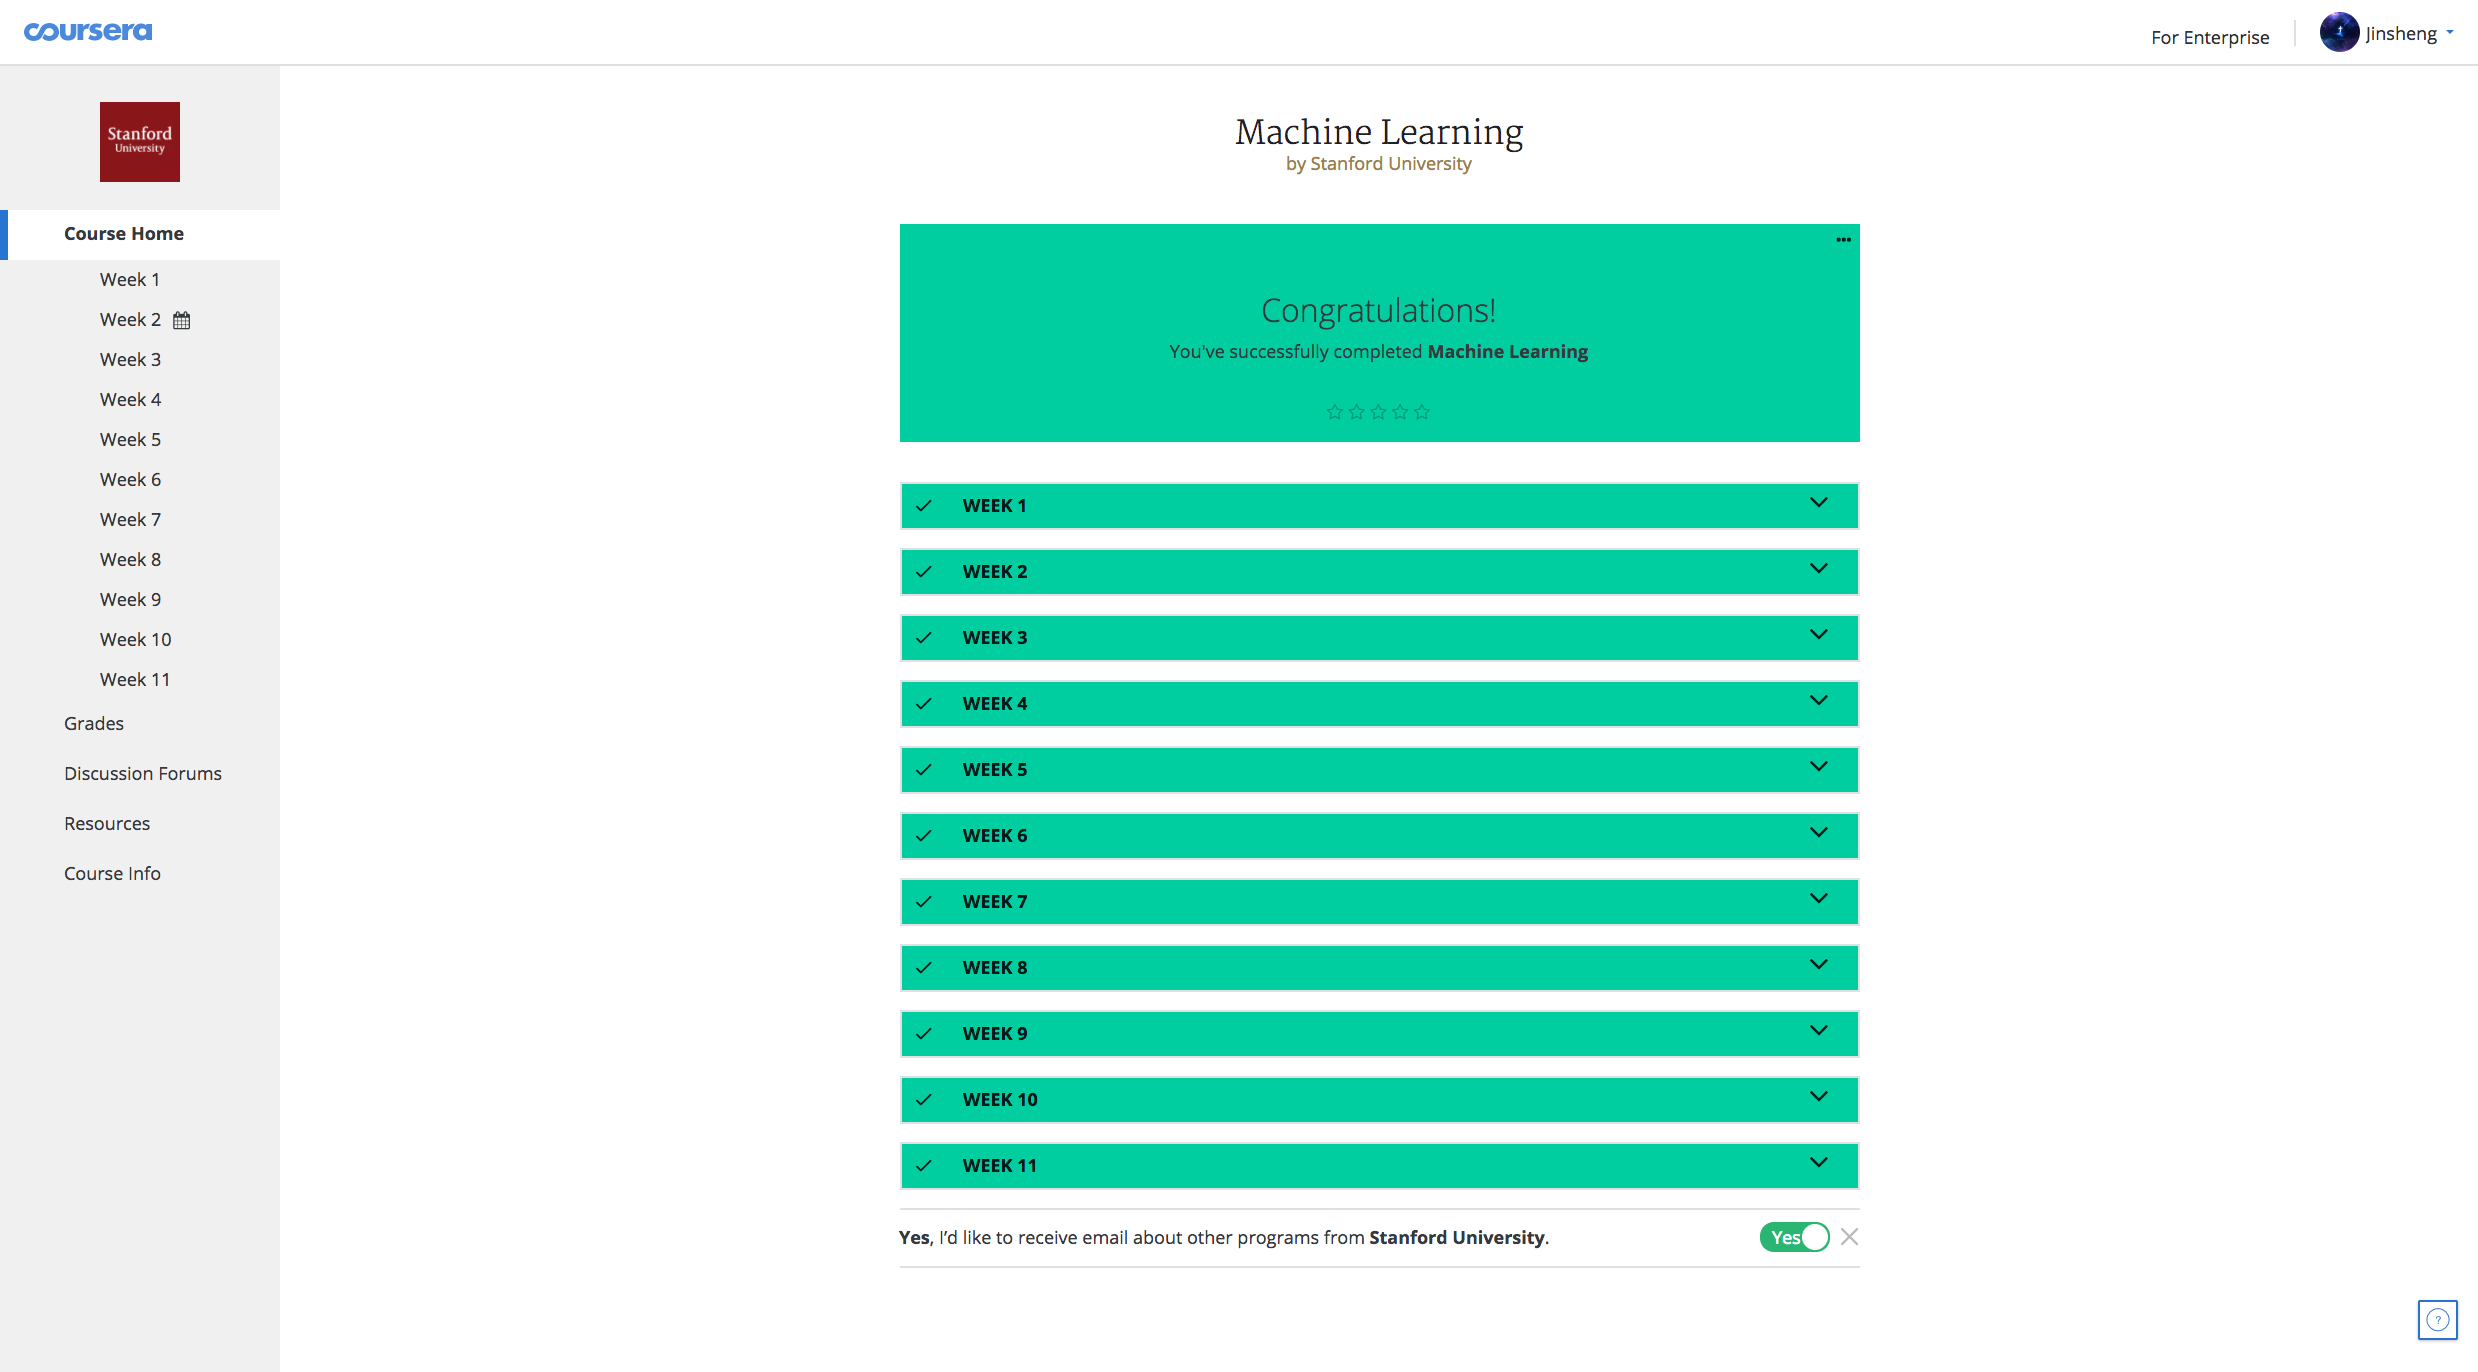 coursera
For Enterprise
Jinsheng
Stanford
University
Course Home
Week 1
Week 2
Week 3
Week 4
Week 5
Week 6
Week 7
Week 8
Week 9
Week 10
Week 11
Grades
Discussion Forums
Resources
Course Info
Machine Learning
by Stanford University
Congratulations!
You've successfully completed Machine Learning
WEEK 1
WEEK 2
WEEK 3
WEEK 4
WEEK 5
WEEK 6
WEEK 7
WEEK 8
WEEK 9
WEEK 10
WEEK 11
Yes, I’d like to receive email about other programs from Stanford University.
Yes
?